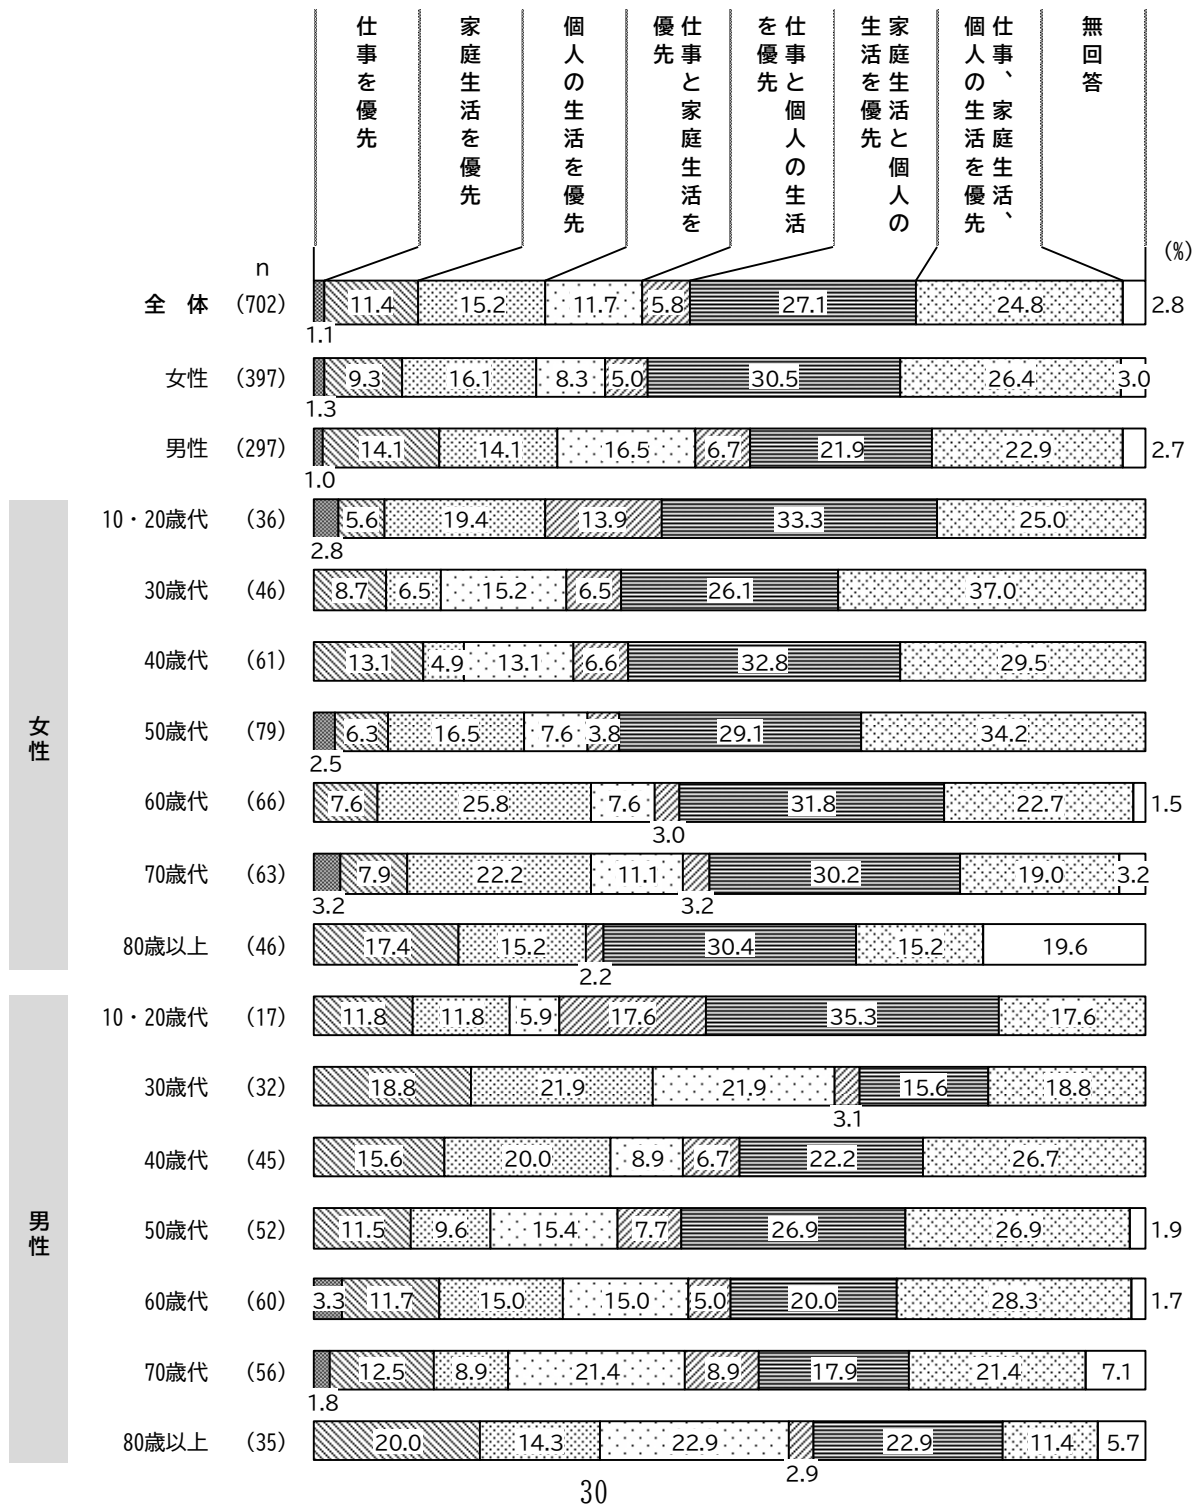 仕事を優先
家庭生活を優先
個人の生活を優先
仕事と家庭生活を
優先
仕事と個人の生活
を優先
家庭生活と個人の
生活を優先
仕事、家庭生活、
個人の生活を優先
無回答
(%)
n
全 体 (702) 11.4 15.2 11.7 5.8 27.1 24.8 2.8
1.1
女性 (397) 9.3 16.1 8.3 5.0 30.5 26.4 3.0
1.3
男性 (297) 14.1 14.1 16.5 6.7 21.9 22.9 2.7
1.0
女性
10・20歳代 (36) 5.6 19.4 13.9 33.3 25.0
2.8
30歳代 (46) 8.7 6.5 15.2 6.5 26.1 37.0
40歳代 (61) 13.1 4.9 13.1 6.6 32.8 29.5
50歳代 (79) 6.3 16.5 7.6 3.8 29.1 34.2
2.5
60歳代 (66) 7.6 25.8 7.6 31.8 22.7 1.5
3.0
70歳代 (63) 7.9 22.2 11.1 30.2 19.0 3.2
3.2 3.2
80歳以上 (46) 17.4 15.2 30.4 15.2 19.6
2.2
男性
10・20歳代 (17) 11.8 11.8 5.9 17.6 35.3 17.6
30歳代 (32) 18.8 21.9 21.9 15.6 18.8
3.1
40歳代 (45) 15.6 20.0 8.9 6.7 22.2 26.7
50歳代 (52) 11.5 9.6 15.4 7.7 26.9 26.9 1.9
60歳代 (60) 3.3 11.7 15.0 15.0 5.0 20.0 28.3 1.7
70歳代 (56) 12.5 8.9 21.4 8.9 17.9 21.4 7.1
1.8
80歳以上 (35) 20.0 14.3 22.9 22.9 11.4 5.7
2.9
30